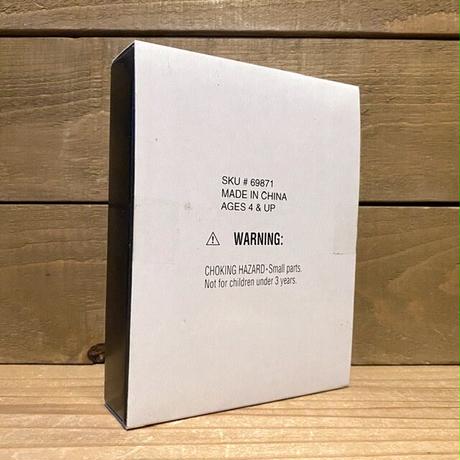 SKU # 69871
MADE IN CHINA
AGES 4 & UP
⚠ WARNING:
CHOKING HAZARD-Small parts.
Not for children under 3 years.